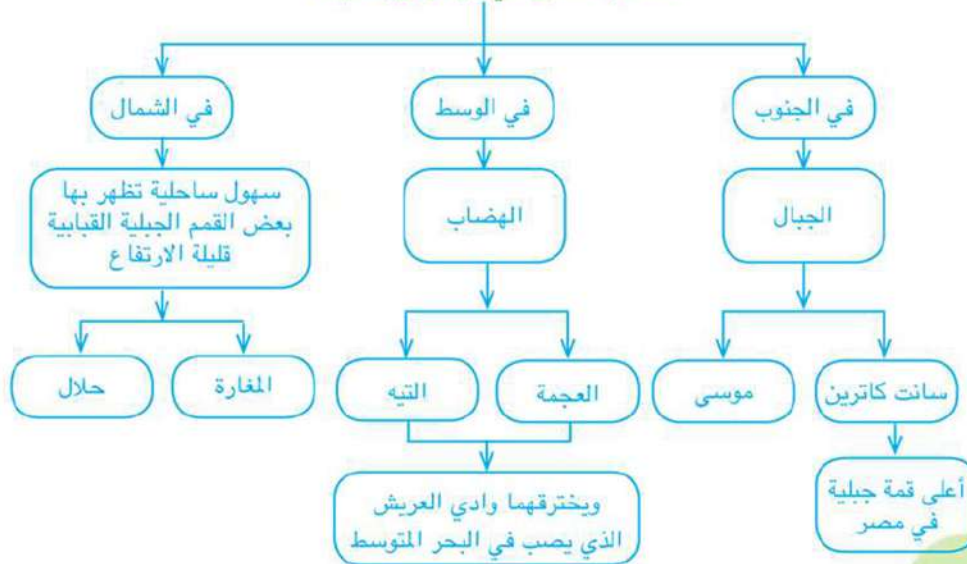 في الجنوب
في الوسط
في الشمال
الجبال
الهضاب
سهول ساحلية تظهر بها
بعض القمم الجبلية القبابية
قليلة الارتفاع
سانت كاترين
موسى
العجمة
التيه
المغارة
حلال
أعلى قمة جبلية
في مصر
ويخترقهما وادي العريش
الذي يصب في البحر المتوسط